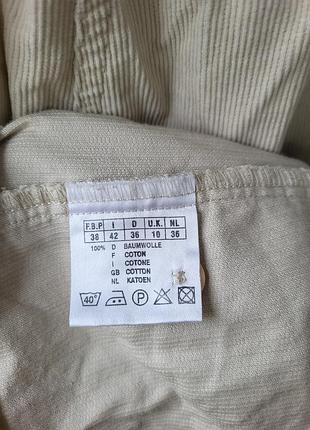 F.B.P I D U.K. NL
38 42 36 10 36
100% D BAUMWOLLE
F COTON
I COTONE
GB COTTON
NL KATOEN
40° P